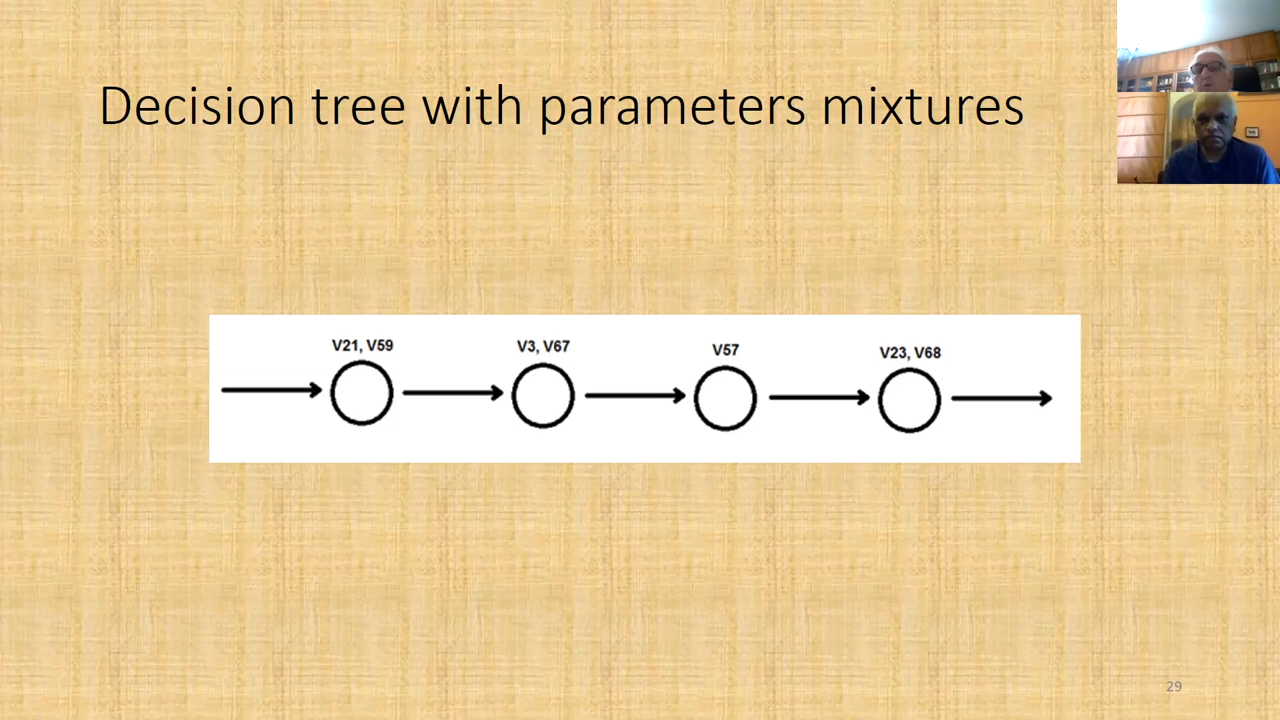 Decision tree with parameters mixtures
V21, V59
V3, V67
V57
V23, V68
29